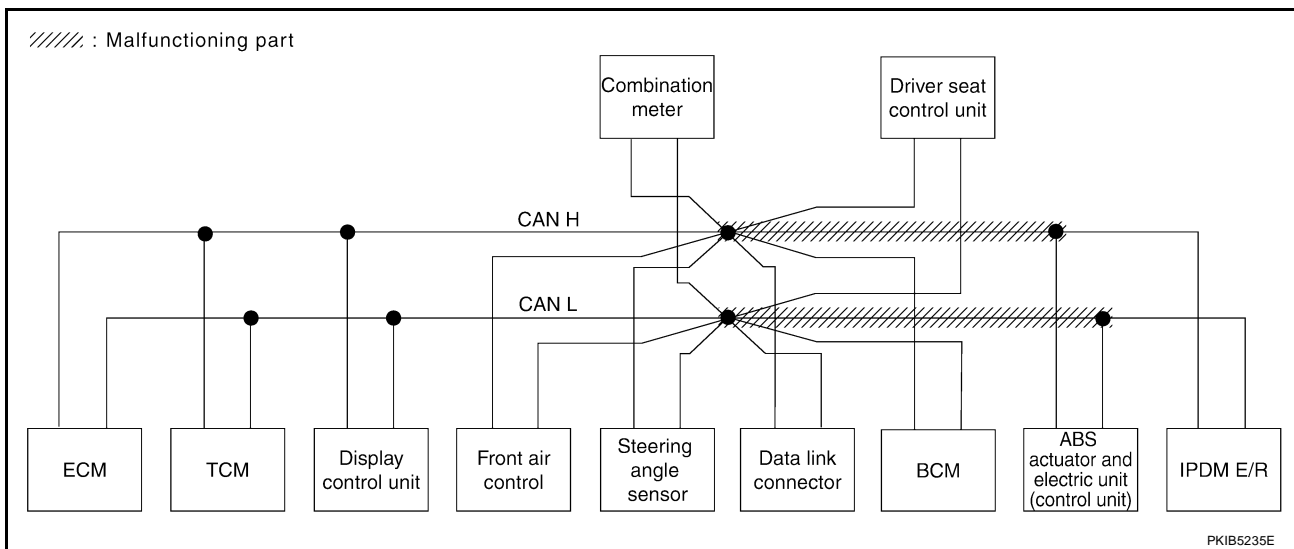 : Malfunctioning part
Combination
meter
Driver seat
control unit
CAN H
CAN L
ECM
TCM
Display
control unit
Front air
control
Steering
angle
sensor
Data link
connector
BCM
ABS
actuator and
electric unit
(control unit)
IPDM E/R
PKIB5235E